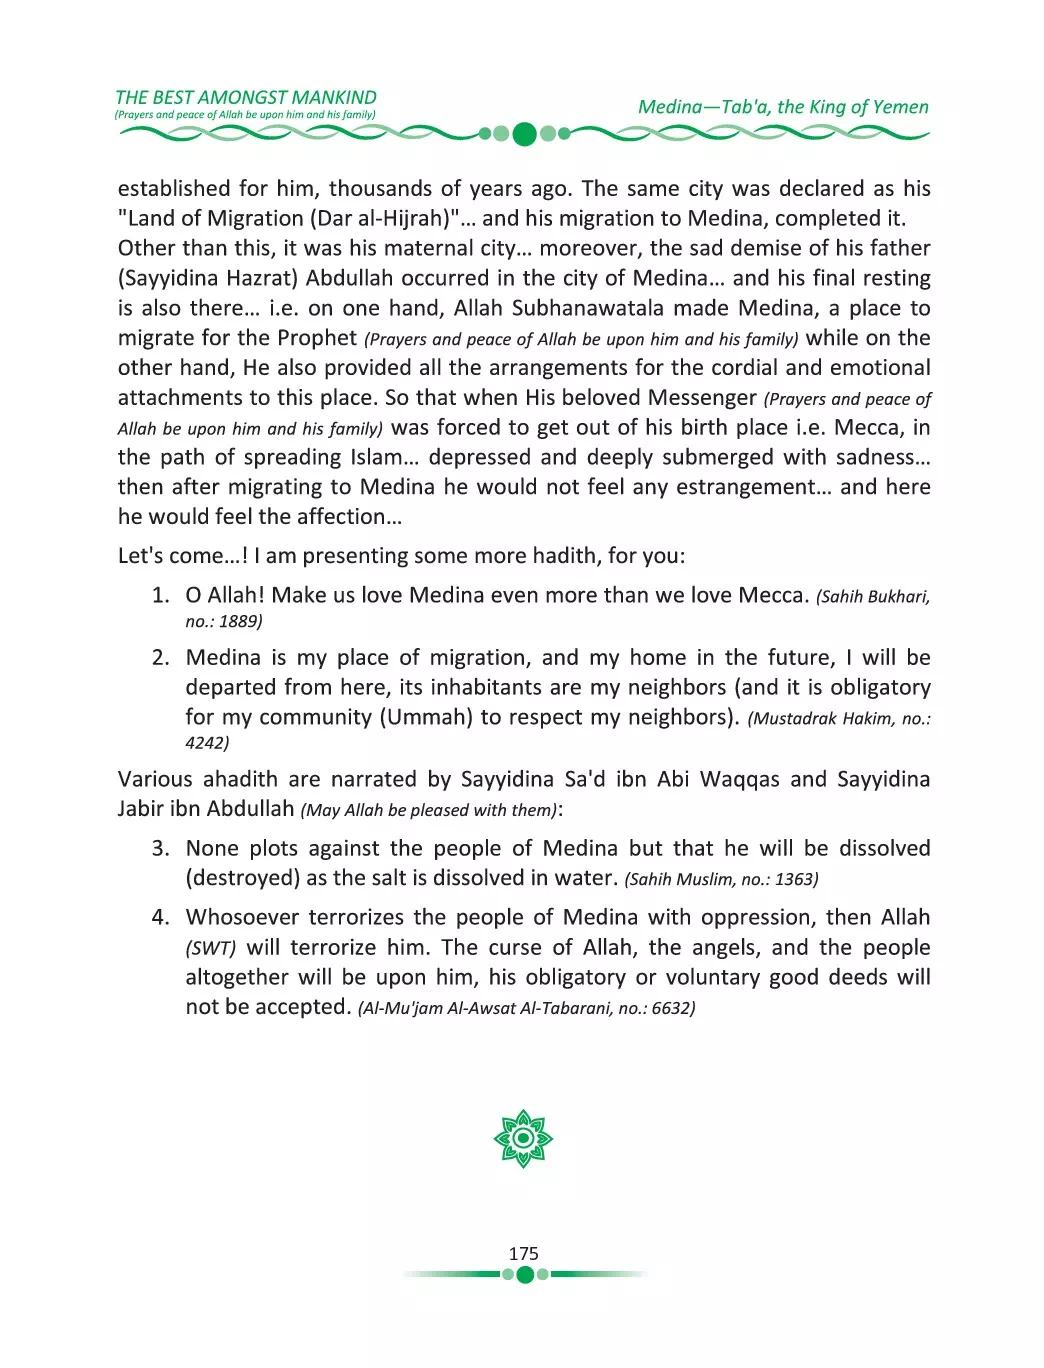 THE BEST AMONGST MANKIND
(Prayers and peace of Allah be upon him and his family)
Medina—Tab'a, the King of Yemen
established for him, thousands of years ago. The same city was declared as his
"Land of Migration (Dar al-Hijrah)"... and his migration to Medina, completed it.
Other than this, it was his maternal city... moreover, the sad demise of his father
(Sayyidina Hazrat) Abdullah occurred in the city of Medina... and his final resting
is also there... i.e. on one hand, Allah Subhanawatala made Medina, a place to
migrate for the Prophet (Prayers and peace of Allah be upon him and his family) while on the
other hand, He also provided all the arrangements for the cordial and emotional
attachments to this place. So that when His beloved Messenger (Prayers and peace of
Allah be upon him and his family) was forced to get out of his birth place i.e. Mecca, in
the path of spreading Islam... depressed and deeply submerged with sadness...
then after migrating to Medina he would not feel any estrangement... and here
he would feel the affection...
Let's come...! I am presenting some more hadith, for you:
1. O Allah! Make us love Medina even more than we love Mecca. (Sahih Bukhari,
no.: 1889)
2. Medina is my place of migration, and my home in the future, I will be
departed from here, its inhabitants are my neighbors (and it is obligatory
for my community (Ummah) to respect my neighbors). (Mustadrak Hakim, no.:
4242)
Various ahadith are narrated by Sayyidina Sa'd ibn Abi Waqqas and Sayyidina
Jabir ibn Abdullah (May Allah be pleased with them):
3. None plots against the people of Medina but that he will be dissolved
(destroyed) as the salt is dissolved in water. (Sahih Muslim, no.: 1363)
4. Whosoever terrorizes the people of Medina with oppression, then Allah
(SWT) will terrorize him. The curse of Allah, the angels, and the people
altogether will be upon him, his obligatory or voluntary good deeds will
not be accepted. (Al-Mu'jam Al-Awsat Al-Tabarani, no.: 6632)
175